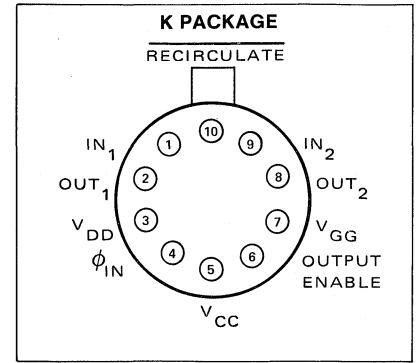 K PACKAGE
RECIRCULATE
10
IN1 1 9 IN2
OUT1 2 8 OUT2
VDD 3 7 VGG
ϕIN 4 6 OUTPUT ENABLE
5
VCC